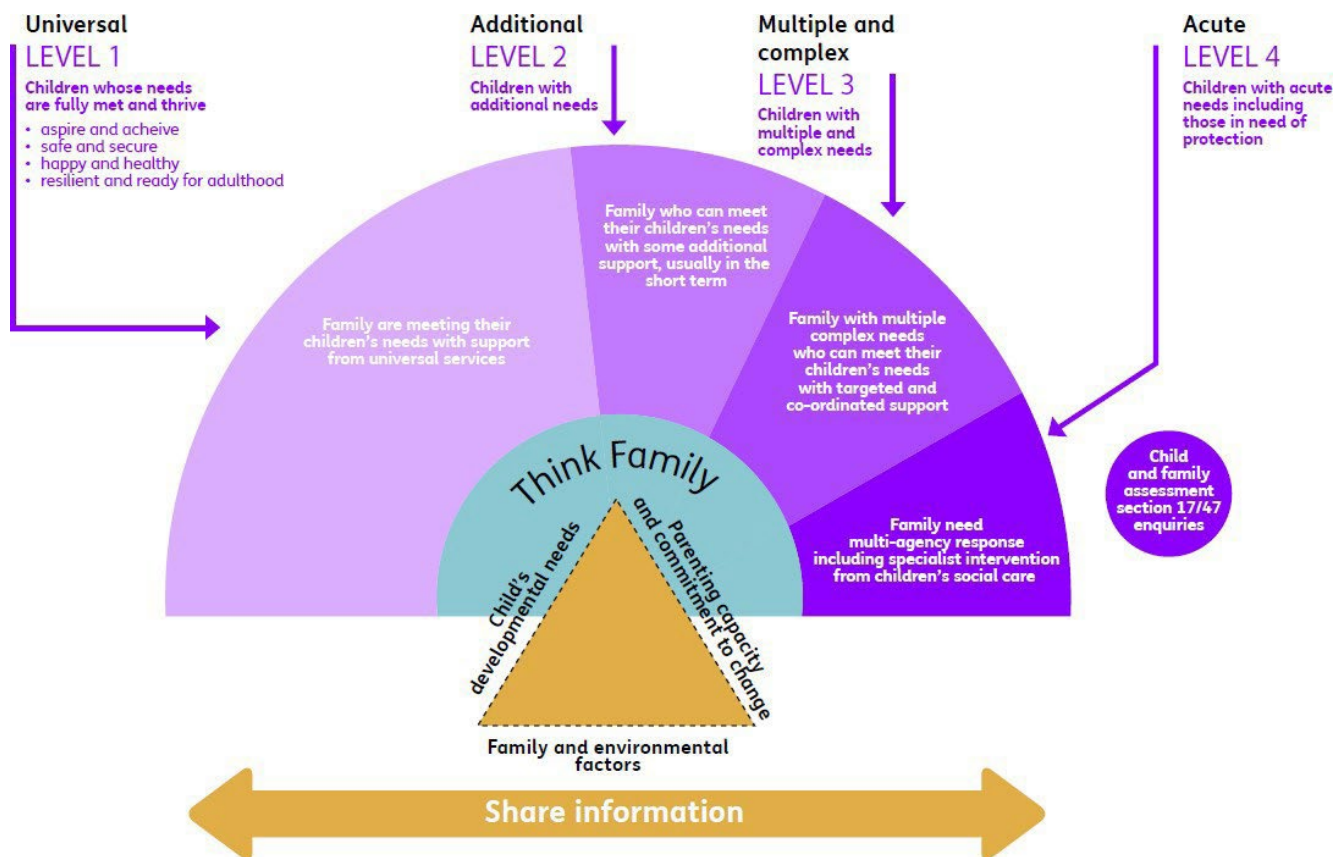 Universal
LEVEL 1
Children whose needs
are fully met and thrive
• aspire and acheive
• safe and secure
• happy and healthy
• resilient and ready for adulthood
Additional
LEVEL 2
Children with
additional needs
Multiple and
complex
LEVEL 3
Children with
multiple and
complex needs
Acute
LEVEL 4
Children with acute
needs including
those in need of
protection
Family are meeting their
children's needs with support
from universal services
Family who can meet
their children's needs
with some additional
support, usually in the
short term
Family with multiple
complex needs
who can meet their
children's needs
with targeted and
co-ordinated support
Family need
multi-agency response
including specialist intervention
from children's social care
Child
and family
assessment
section 17/47
enquiries
Think Family
Child's
developmental needs
Parenting capacity
and commitment to change
Family and environmental
factors
Share information